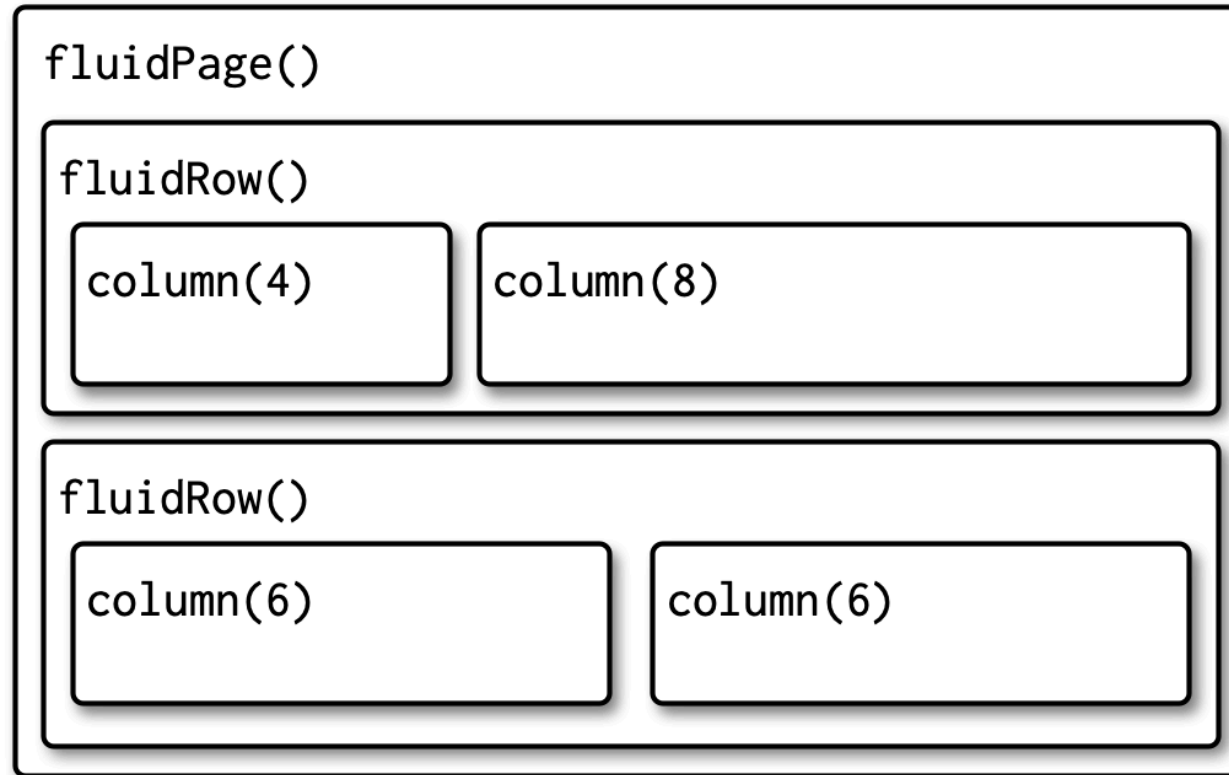 fluidPage()
fluidRow()
column(4) column(8)
fluidRow()
column(6) column(6)